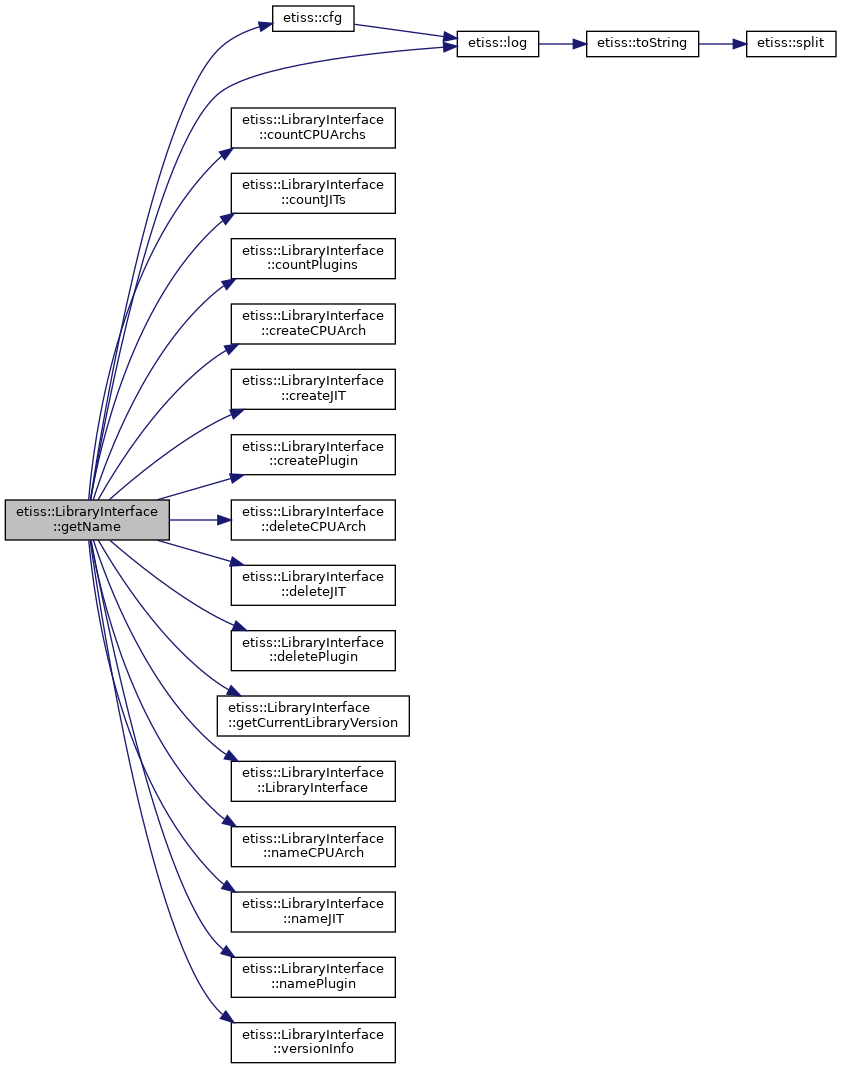 etiss::cfg
etiss::log
etiss::toString
etiss::split
etiss::LibraryInterface
::countCPUArchs
etiss::LibraryInterface
::countJITs
etiss::LibraryInterface
::countPlugins
etiss::LibraryInterface
::createCPUArch
etiss::LibraryInterface
::createJIT
etiss::LibraryInterface
::createPlugin
etiss::LibraryInterface
::getName
etiss::LibraryInterface
::deleteCPUArch
etiss::LibraryInterface
::deleteJIT
etiss::LibraryInterface
::deletePlugin
etiss::LibraryInterface
::getCurrentLibraryVersion
etiss::LibraryInterface
::LibraryInterface
etiss::LibraryInterface
::nameCPUArch
etiss::LibraryInterface
::nameJIT
etiss::LibraryInterface
::namePlugin
etiss::LibraryInterface
::versionInfo